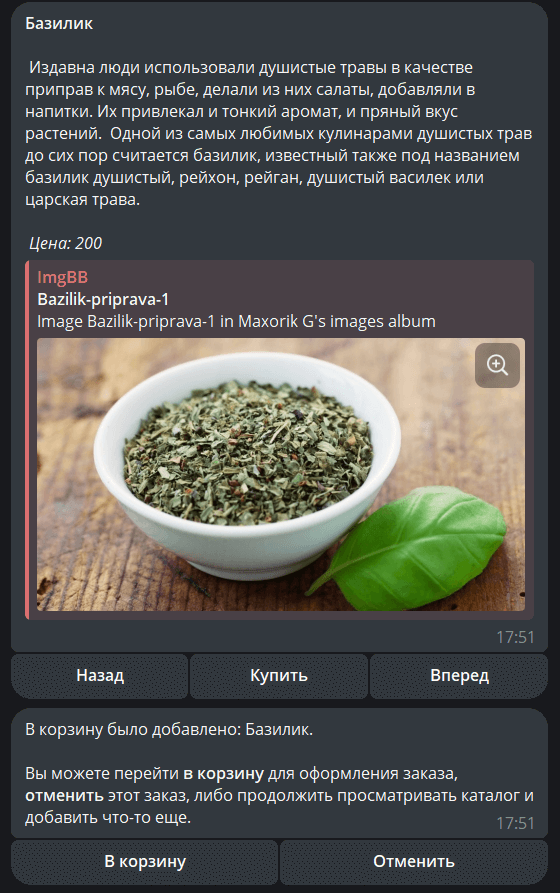 Базилик
Издавна люди использовали душистые травы в качестве
приправ к мясу, рыбе, делали из них салаты, добавляли в
напитки. Их привлекал и тонкий аромат, и пряный вкус
растений.  Одной из самых любимых кулинарами душистых трав
до сих пор считается базилик, известный также под названием
базилик душистый, рейхон, рейган, душистый василек или
царская трава.
Цена: 200
ImgBB
Bazilik-priprava-1
Image Bazilik-priprava-1 in Maxorik G's images album
17:51
Назад
Купить
Вперед
В корзину было добавлено: Базилик.
Вы можете перейти в корзину для оформления заказа,
отменить этот заказ, либо продолжить просматривать каталог и
добавить что-то еще.
17:51
В корзину
Отменить